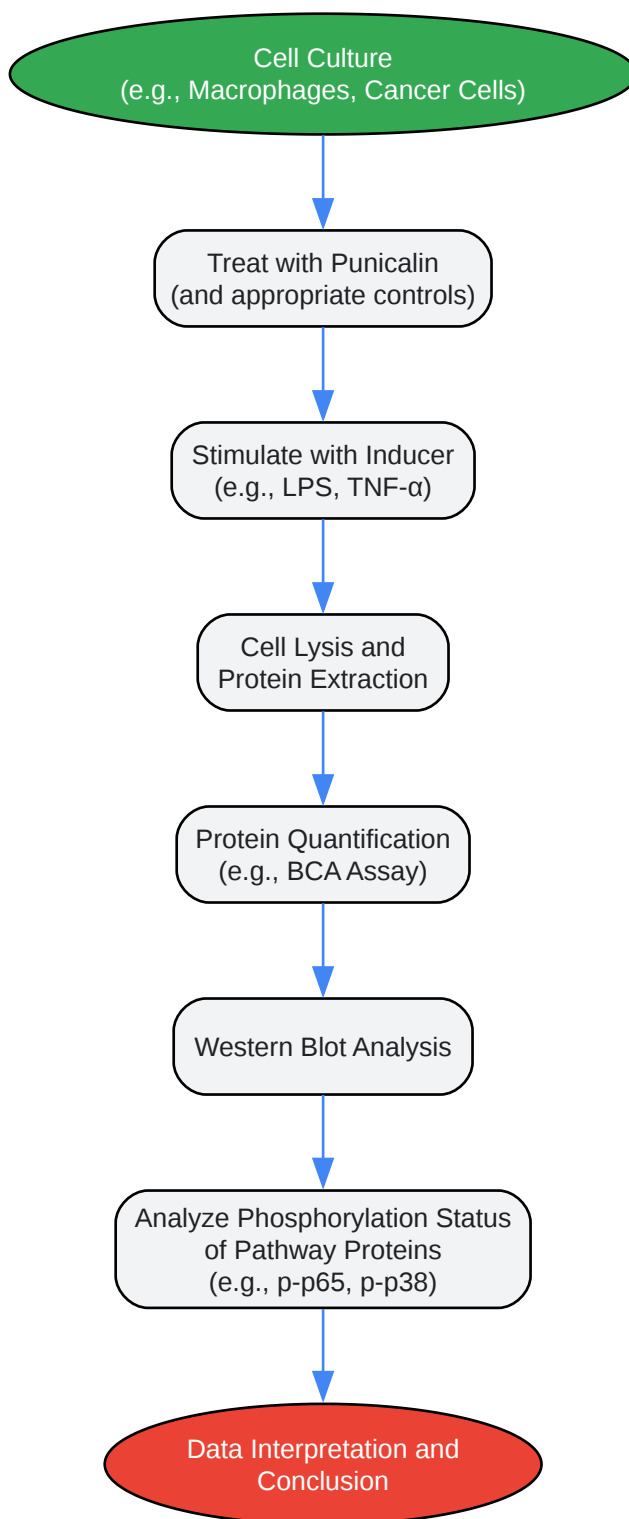 Cell Culture
(e.g., Macrophages, Cancer Cells)
Treat with Punicalin
(and appropriate controls)
Stimulate with Inducer
(e.g., LPS, TNF-α)
Cell Lysis and
Protein Extraction
Protein Quantification
(e.g., BCA Assay)
Western Blot Analysis
Analyze Phosphorylation Status
of Pathway Proteins
(e.g., p-p65, p-p38)
Data Interpretation and
Conclusion